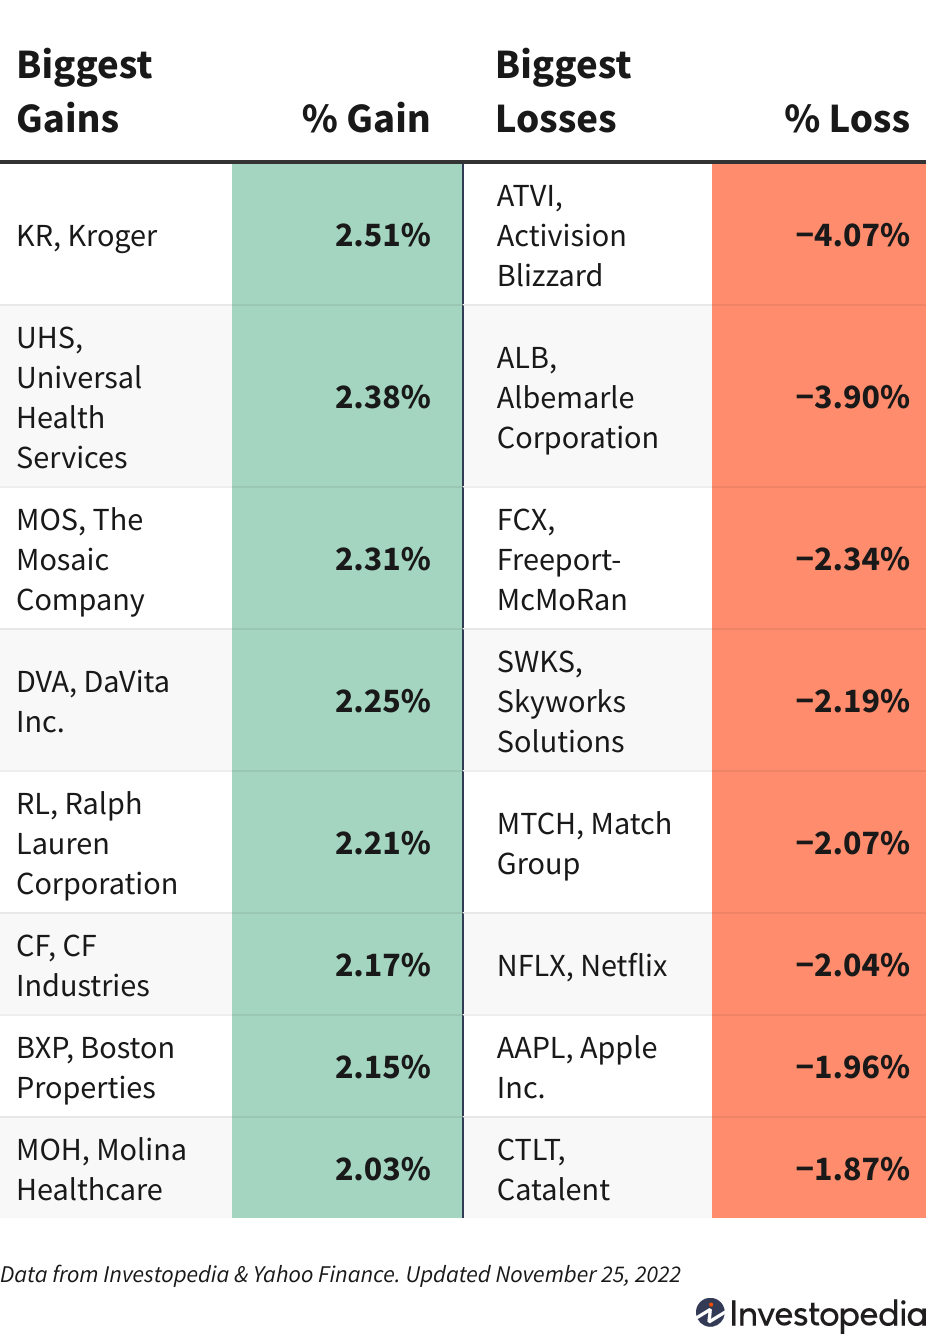 Biggest
Gains
% Gain
Biggest
Losses
% Loss
KR, Kroger
2.51%
ATVI,
Activision
Blizzard
−4.07%
UHS,
Universal
Health
Services
2.38%
ALB,
Albemarle
Corporation
−3.90%
MOS, The
Mosaic
Company
2.31%
FCX,
Freeport-
McMoRan
−2.34%
DVA, DaVita
Inc.
2.25%
SWKS,
Skyworks
Solutions
−2.19%
RL, Ralph
Lauren
Corporation
2.21%
MTCH, Match
Group
−2.07%
CF, CF
Industries
2.17%
NFLX, Netflix
−2.04%
BXP, Boston
Properties
2.15%
AAPL, Apple
Inc.
−1.96%
MOH, Molina
Healthcare
2.03%
CTLT,
Catalent
−1.87%
Data from Investopedia & Yahoo Finance. Updated November 25, 2022
Investopedia